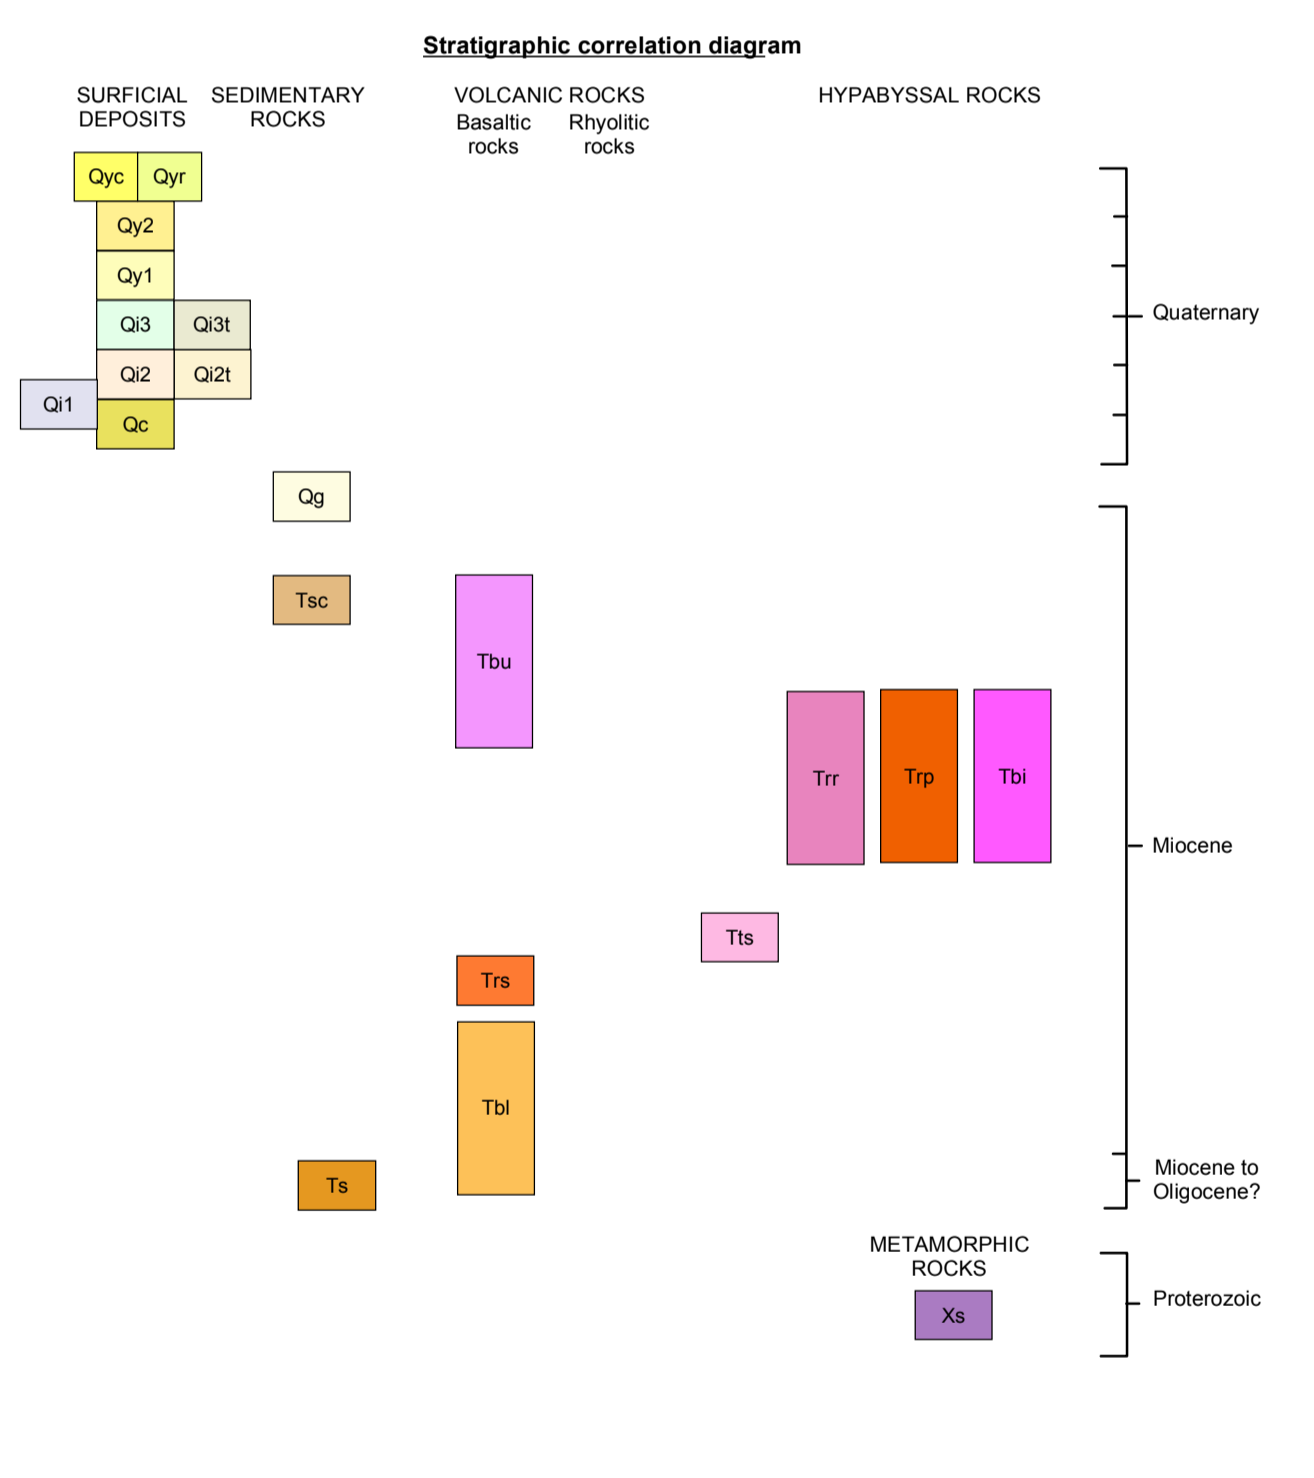 Stratigraphic correlation diagram
SURFICIAL
DEPOSITS
SEDIMENTARY
ROCKS
VOLCANIC ROCKS
Basaltic
rocks
Rhyolitic
rocks
HYPABYSSAL ROCKS
Qyc
Qyr
Qy2
Qy1
Qi3
Qi3t
Quaternary
Qi2
Qi2t
Qi1
Qc
Qg
Tsc
Tbu
Trr
Trp
Tbi
Miocene
Tts
Trs
Tbl
Ts
Miocene to
Oligocene?
METAMORPHIC
ROCKS
Xs
Proterozoic